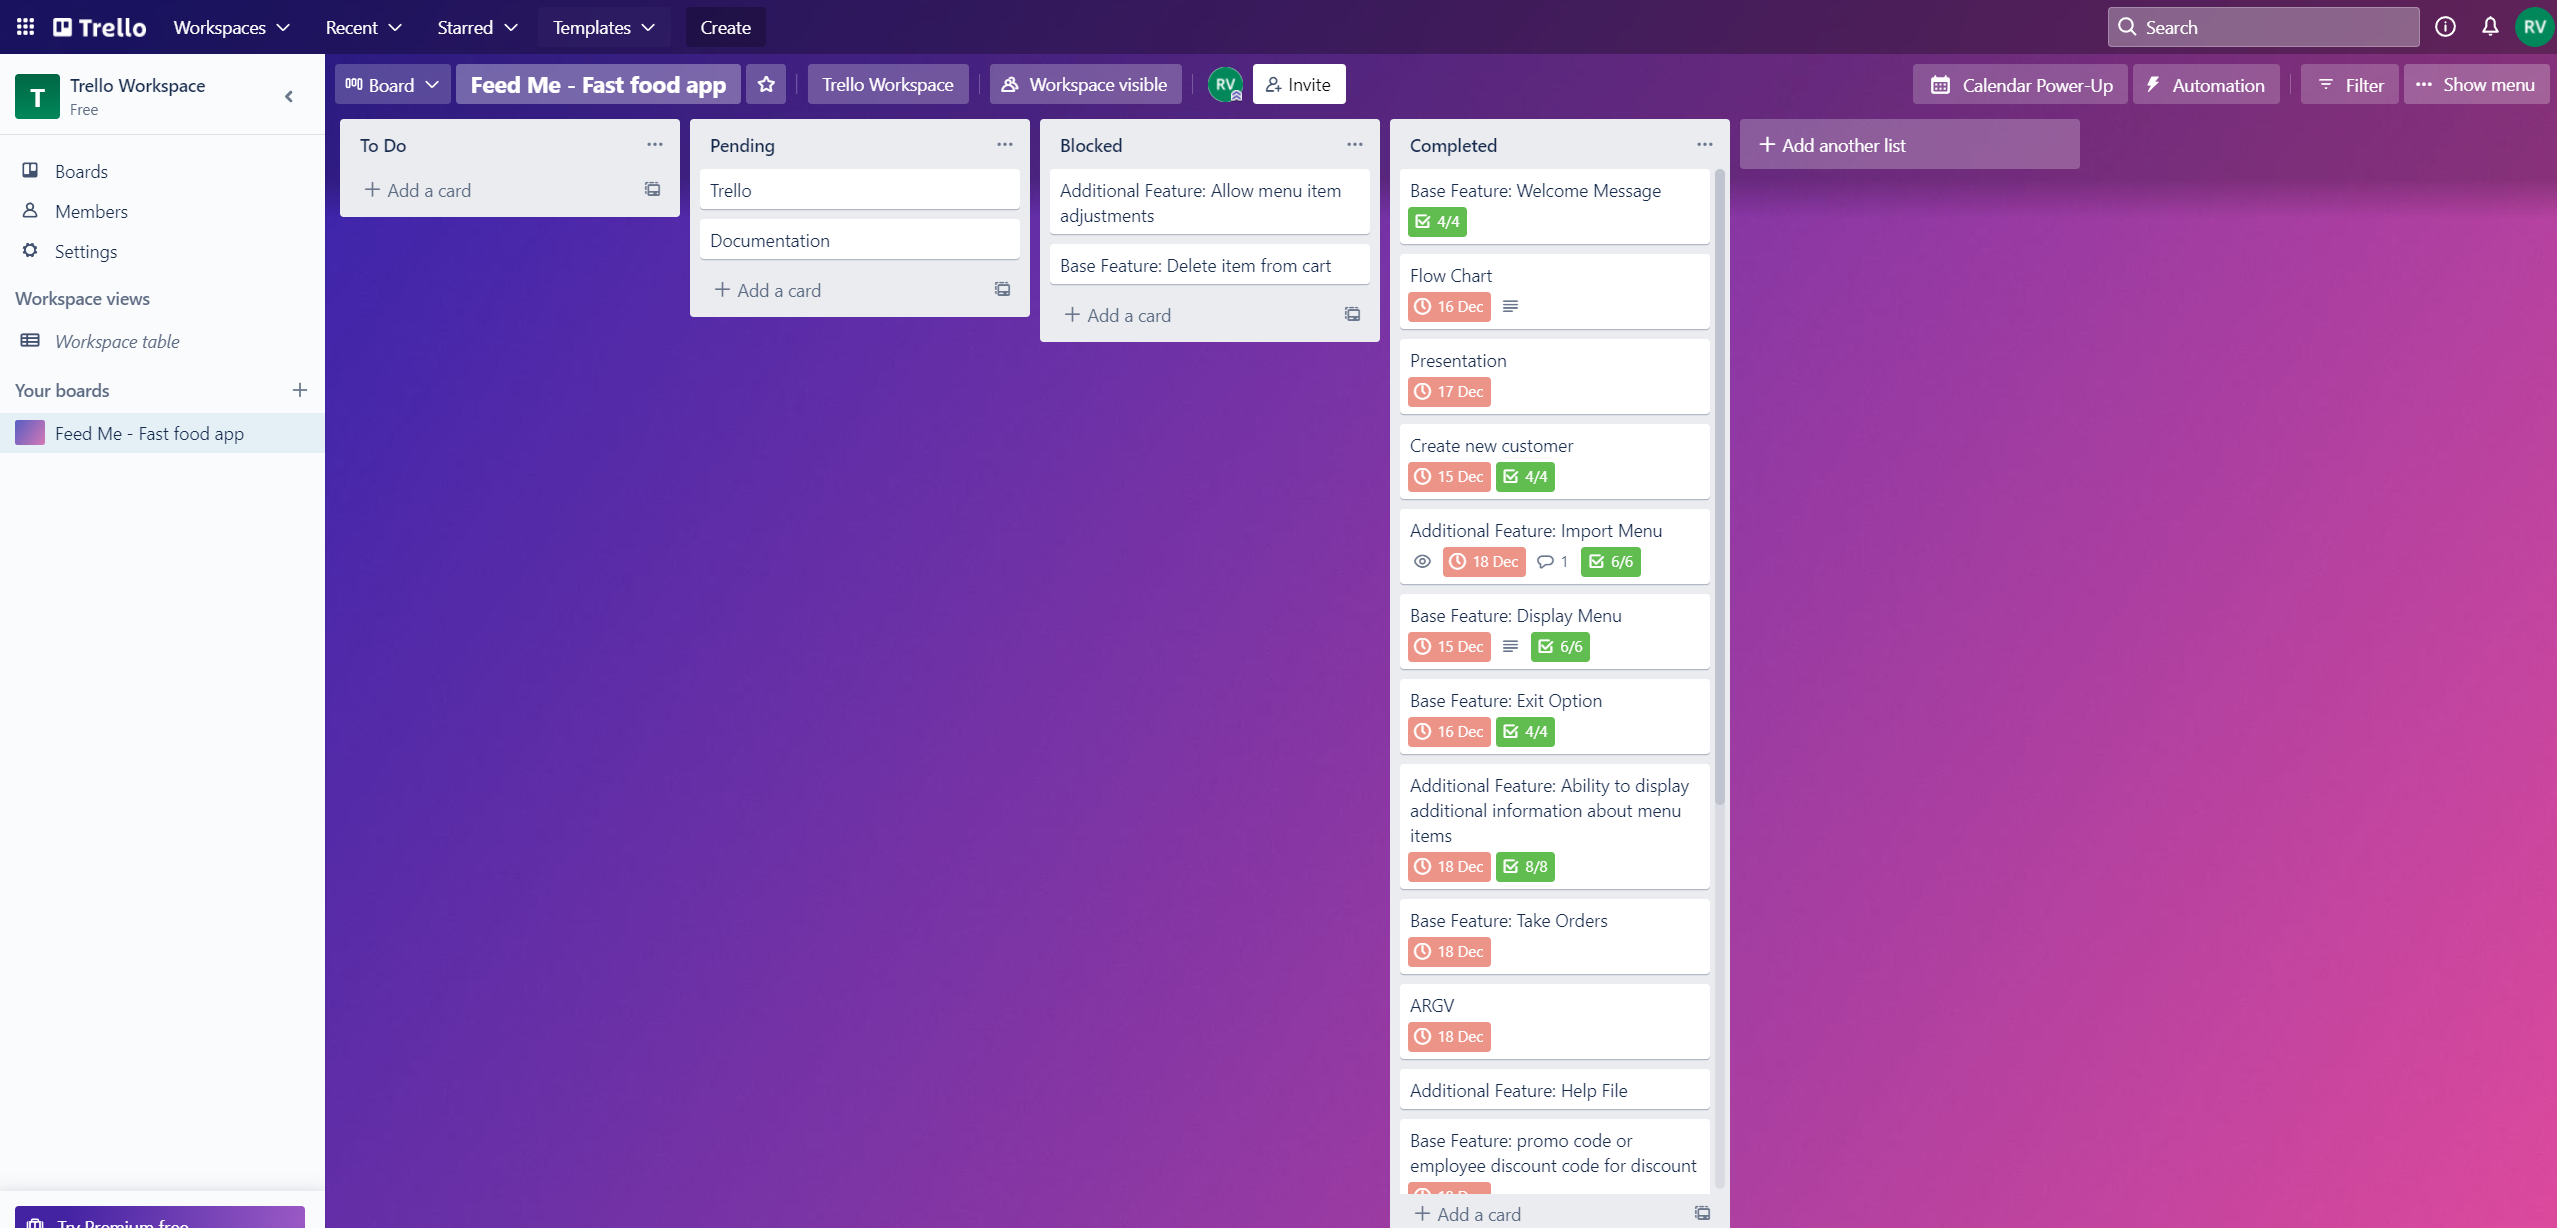 Trello
Workspaces
Recent
Starred
Templates
Create
Search
RV
T
Trello Workspace
Free
Board
Feed Me - Fast food app
Trello Workspace
Workspace visible
RV
Invite
Calendar Power-Up
Automation
Filter
Show menu
Boards
Members
Settings
Workspace views
Workspace table
Your boards
Feed Me - Fast food app
Try Premium free
To Do
Add a card
Pending
Trello
Documentation
Add a card
Blocked
Additional Feature: Allow menu item
adjustments
Base Feature: Delete item from cart
Add a card
Completed
Base Feature: Welcome Message
4/4
Flow Chart
16 Dec
Presentation
17 Dec
Create new customer
15 Dec 4/4
Additional Feature: Import Menu
18 Dec 1 6/6
Base Feature: Display Menu
15 Dec 6/6
Base Feature: Exit Option
16 Dec 4/4
Additional Feature: Ability to display
additional information about menu
items
18 Dec 8/8
Base Feature: Take Orders
18 Dec
ARGV
18 Dec
Additional Feature: Help File
Base Feature: promo code or
employee discount code for discount
Add a card
Add another list